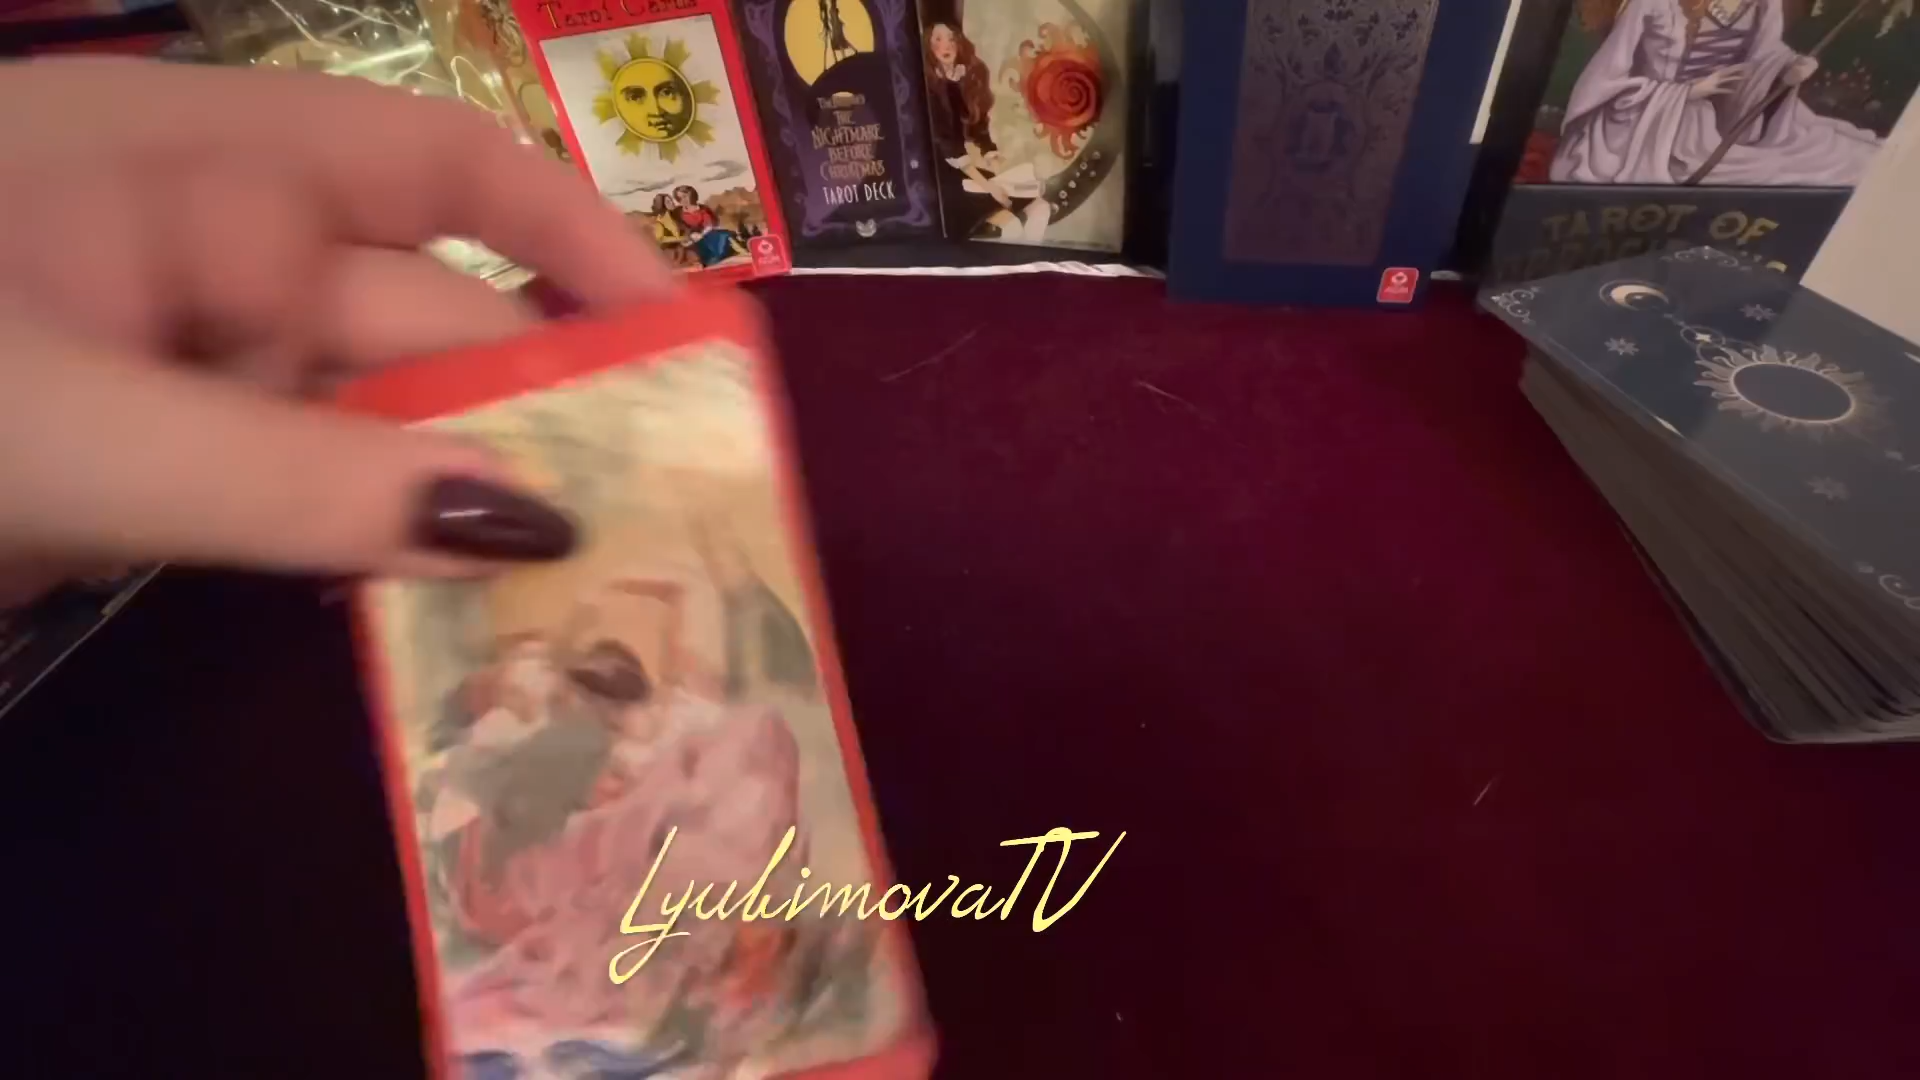 Tarot Cards
THE
NIGHTMARE
BEFORE
CHRISTMAS
TAROT DECK
TAROT OF
LyubimovaTV